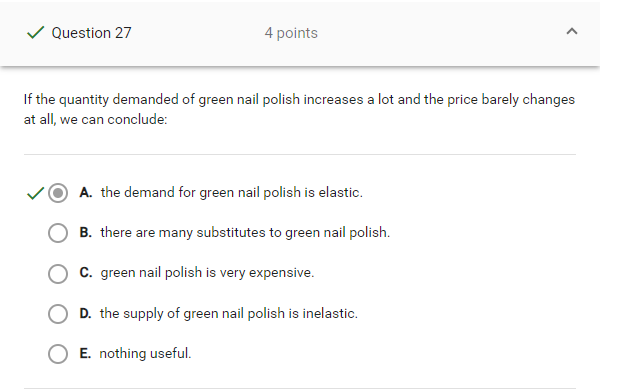 Question 27 4 points
If the quantity demanded of green nail polish increases a lot and the price barely changes
at all, we can conclude:
A. the demand for green nail polish is elastic.
B. there are many substitutes to green nail polish.
C. green nail polish is very expensive.
D. the supply of green nail polish is inelastic.
E. nothing useful.